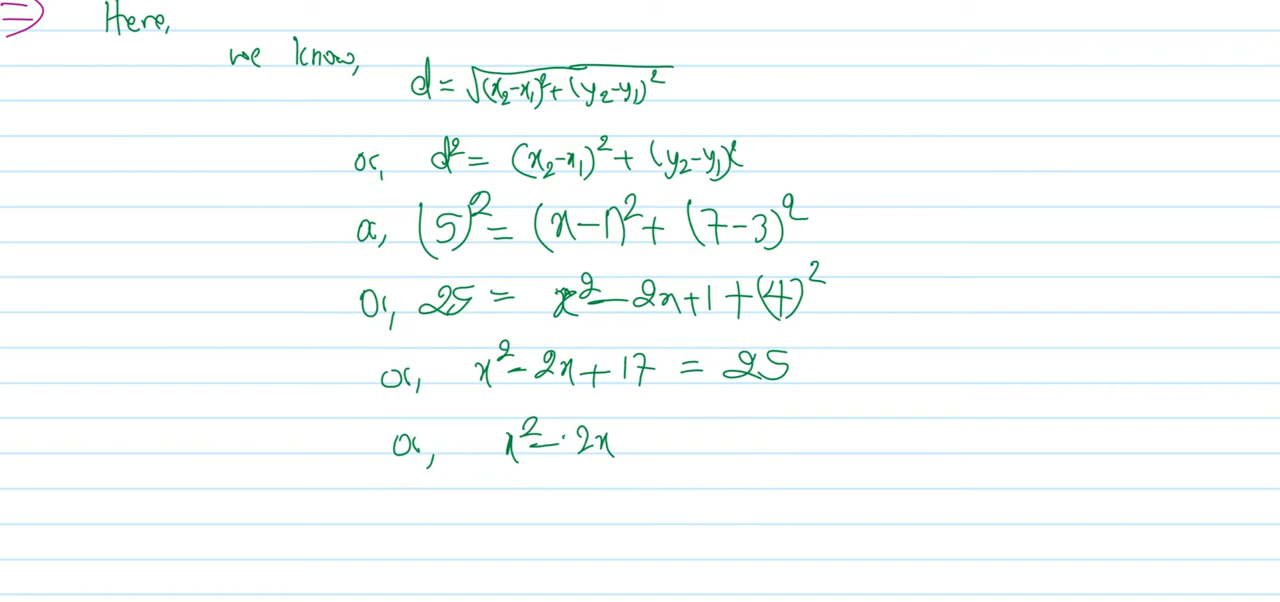 ⇒ Here,
we know,
d = √(x₂-x₁)² + (y₂-y₁)²
or, d² = (x₂-x₁)² + (y₂-y₁)²
or, (5)² = (x-1)² + (7-3)²
or, 25 = x² - 2x + 1 + (4)²
or, x² - 2x + 17 = 25
or, x² - 2x